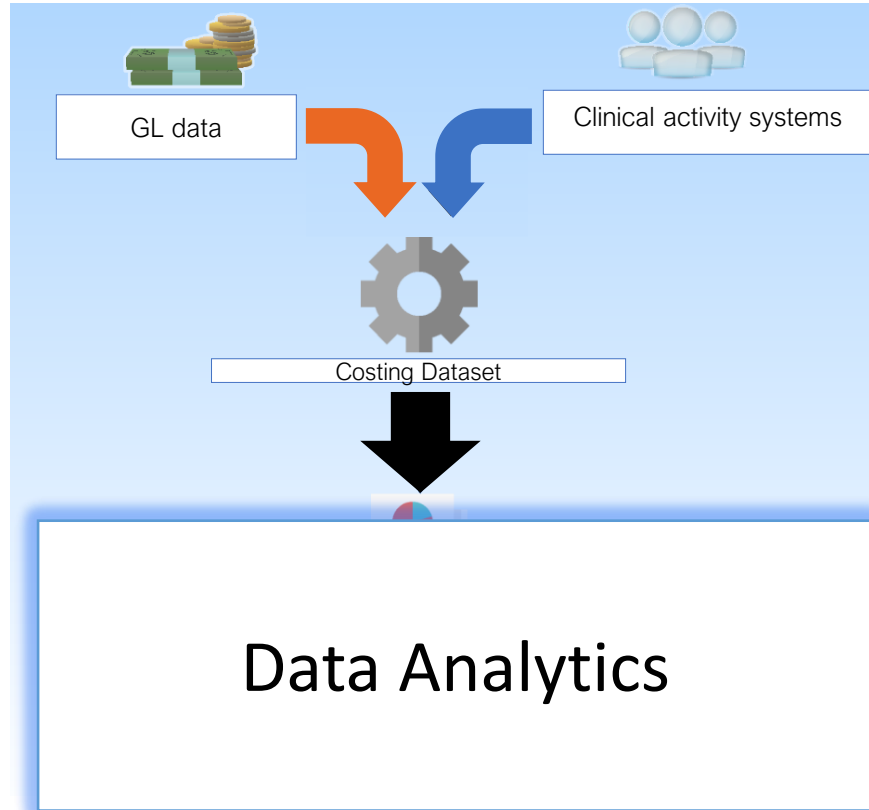 GL data
Clinical activity systems
Costing Dataset
Data Analytics